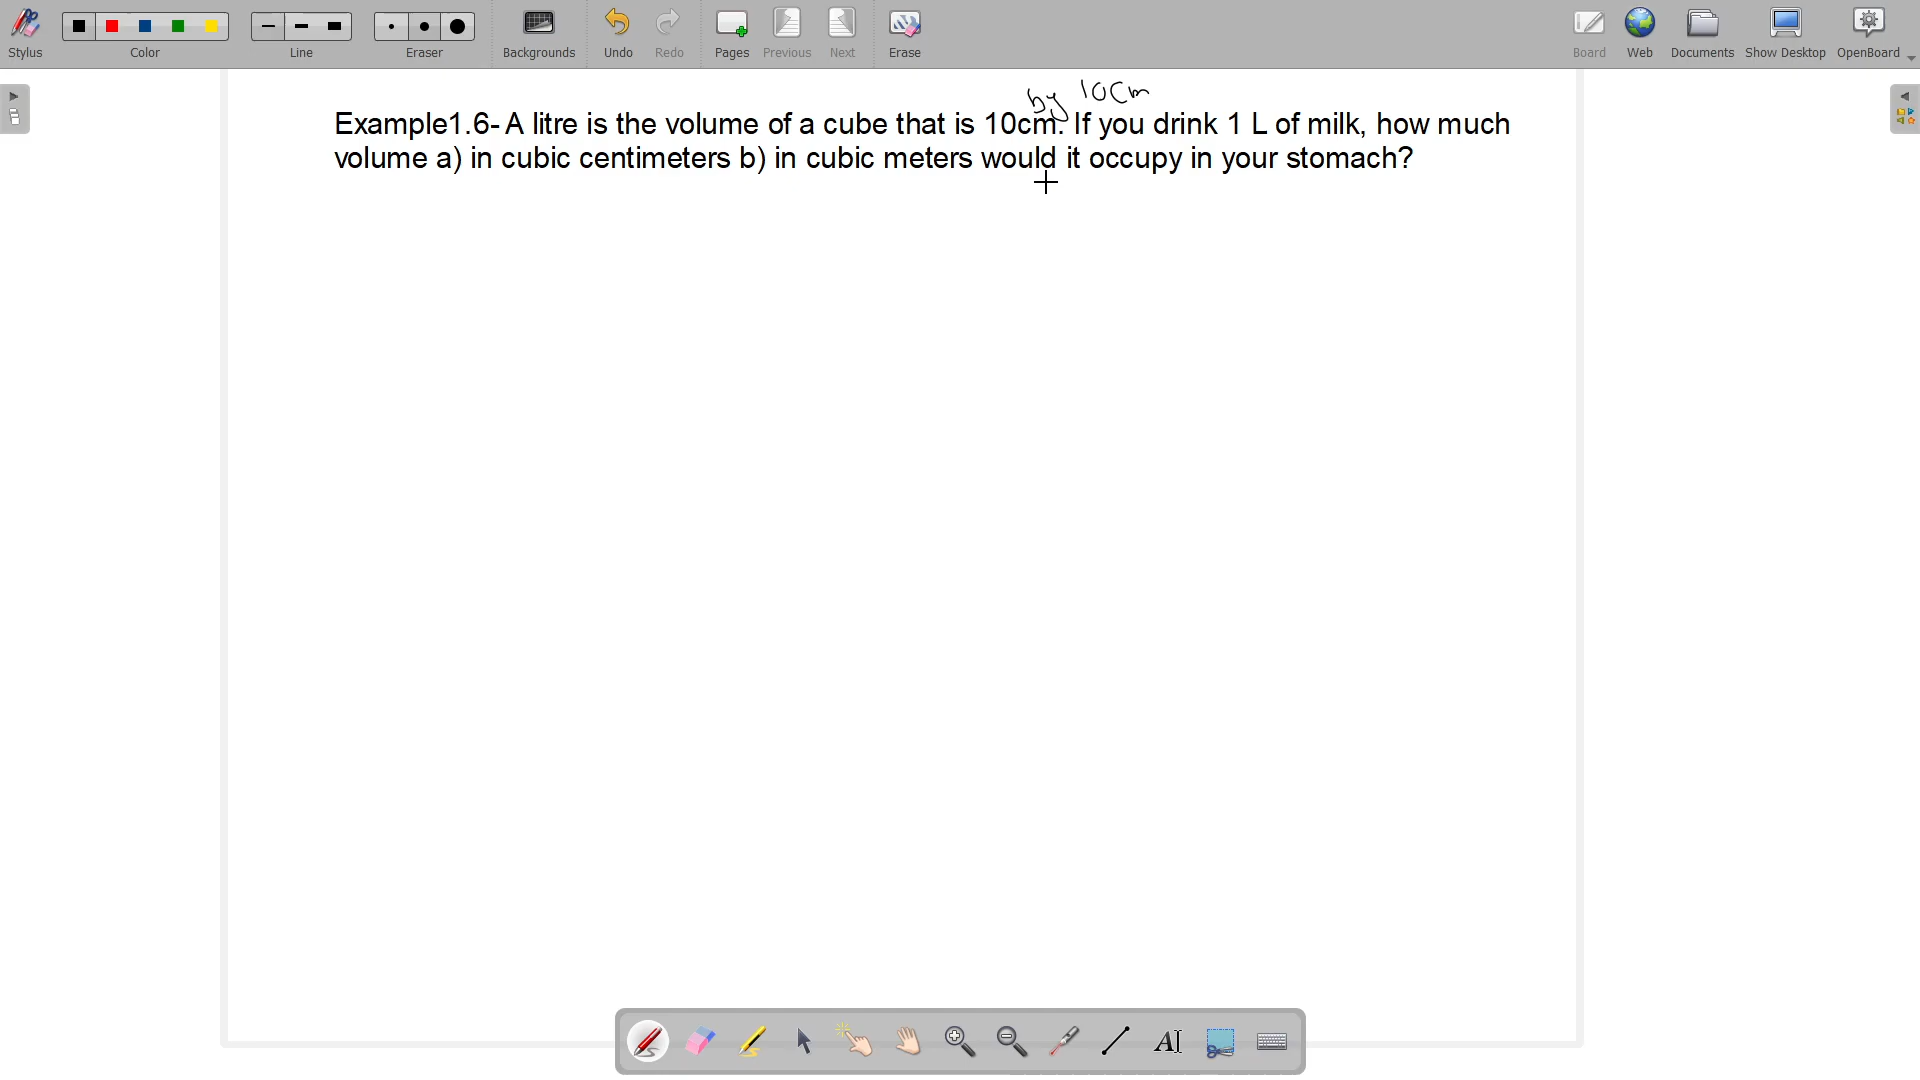 Stylus Color Line Eraser Backgrounds Undo Redo Pages Previous Next Erase Board Web Documents Show Desktop OpenBoard
by 10cm
Example1.6- A litre is the volume of a cube that is 10cm. If you drink 1 L of milk, how much
volume a) in cubic centimeters b) in cubic meters would it occupy in your stomach?